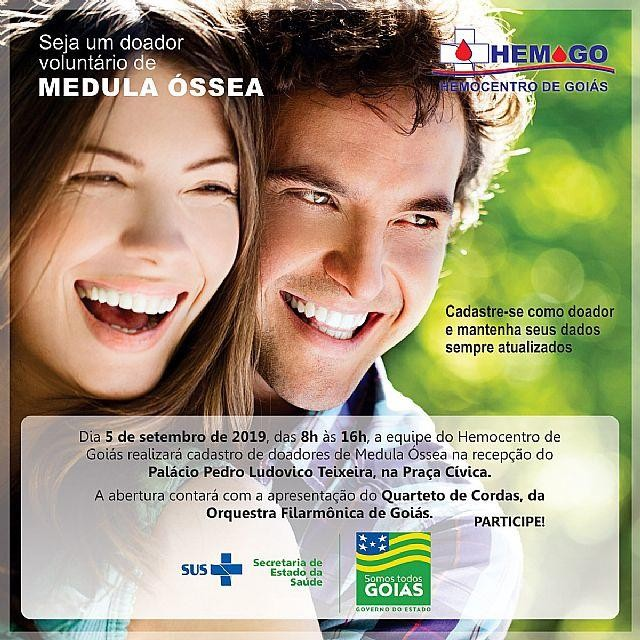 Seja um doador
voluntário de
MEDULA ÓSSEA
HEMOGO
HEMOCENTRO DE GOIÁS
Cadastre-se como doador
e mantenha seus dados
sempre atualizados
Dia 5 de setembro de 2019, das 8h às 16h, a equipe do Hemocentro de
Goiás realizará cadastro de doadores de Medula Óssea na recepção do
Palácio Pedro Ludovico Teixeira, na Praça Cívica.
A abertura contará com a apresentação do Quarteto de Cordas, da
Orquestra Filarmônica de Goiás.
PARTICIPE!
SUS
Secretaria de
Estado da
Saúde
Somos todos
GOIÁS
GOVERNO DO ESTADO